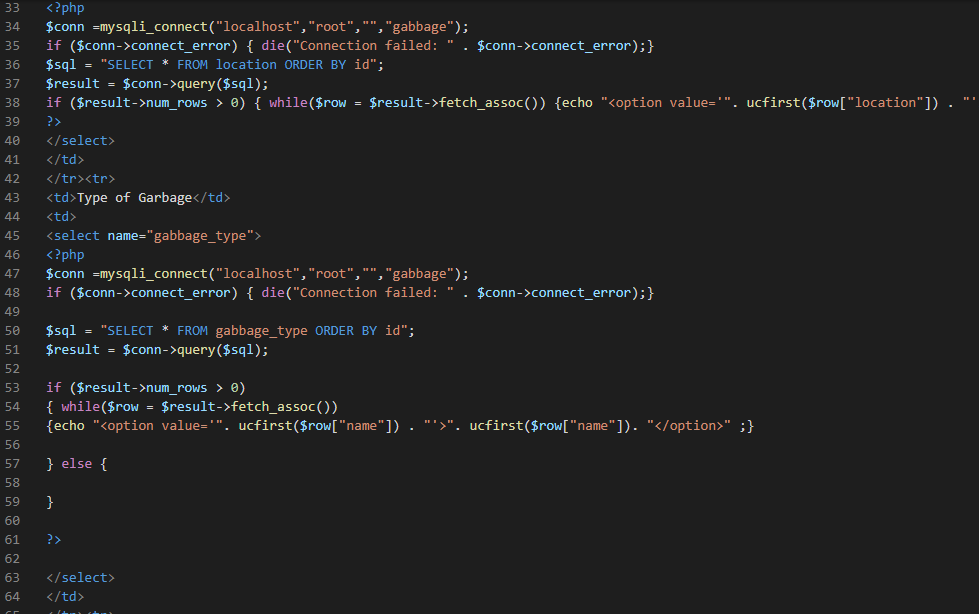 33 <?php
34 $conn =mysqli_connect("localhost","root","","gabbage");
35 if ($conn->connect_error) { die("Connection failed: " . $conn->connect_error);}
36 $sql = "SELECT * FROM location ORDER BY id";
37 $result = $conn->query($sql);
38 if ($result->num_rows > 0) { while($row = $result->fetch_assoc()) {echo "<option value='". ucfirst($row["location"]) . "'
39 ?>
40 </select>
41 </td>
42 </tr><tr>
43 <td>Type of Garbage</td>
44 <td>
45 <select name="gabbage_type">
46 <?php
47 $conn =mysqli_connect("localhost","root","","gabbage");
48 if ($conn->connect_error) { die("Connection failed: " . $conn->connect_error);}
49
50 $sql = "SELECT * FROM gabbage_type ORDER BY id";
51 $result = $conn->query($sql);
52
53 if ($result->num_rows > 0)
54 { while($row = $result->fetch_assoc())
55 {echo "<option value='". ucfirst($row["name"]) . "'>". ucfirst($row["name"]). "</option>" ;}
56
57 } else {
58
59 }
60
61 ?>
62
63 </select>
64 </td>
65 </tr><tr>